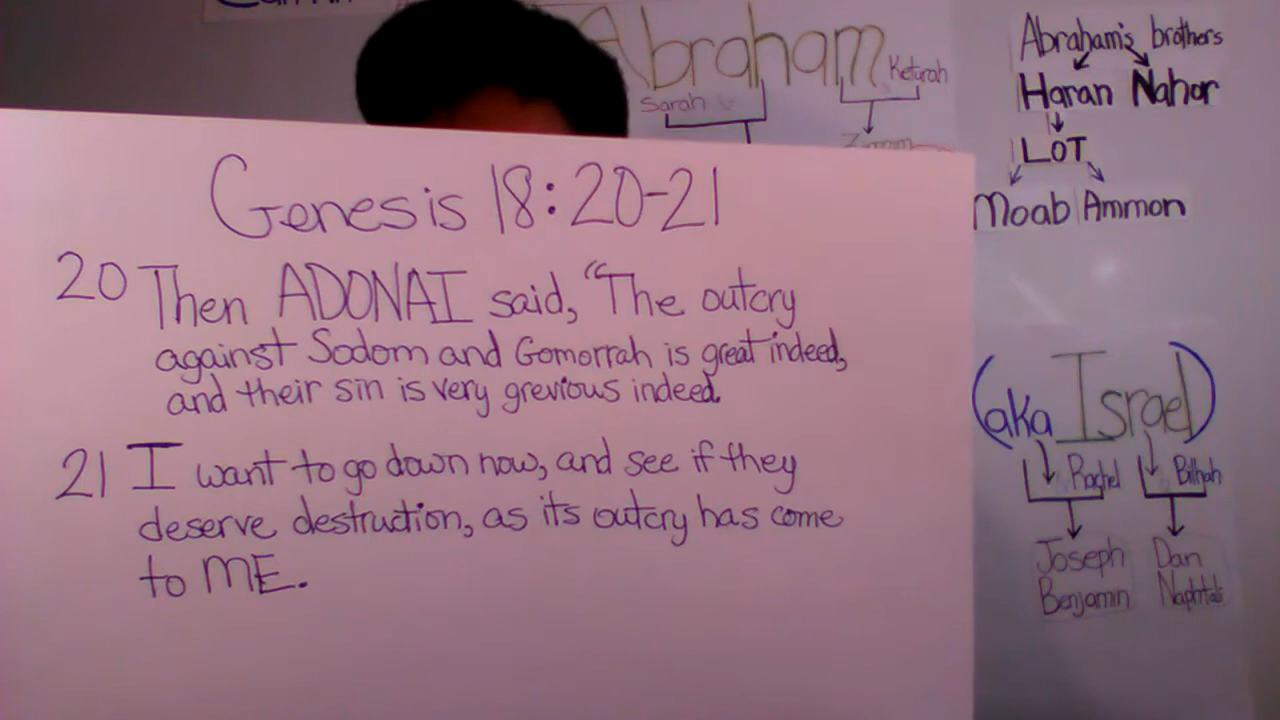 Abraham
Sarah
Keturah
Abraham's brothers
Haran Nahor
LOT
Moab Ammon
Genesis 18:20-21
20 Then ADONAI said, "The outcry
against Sodom and Gomorrah is great indeed,
and their sin is very grevious indeed.
21 I want to go down now, and see if they
deserve destruction, as its outcry has come
to ME.
(aka Israel)
Rachel
Bilhah
Joseph
Benjamin
Dan
Naphtali